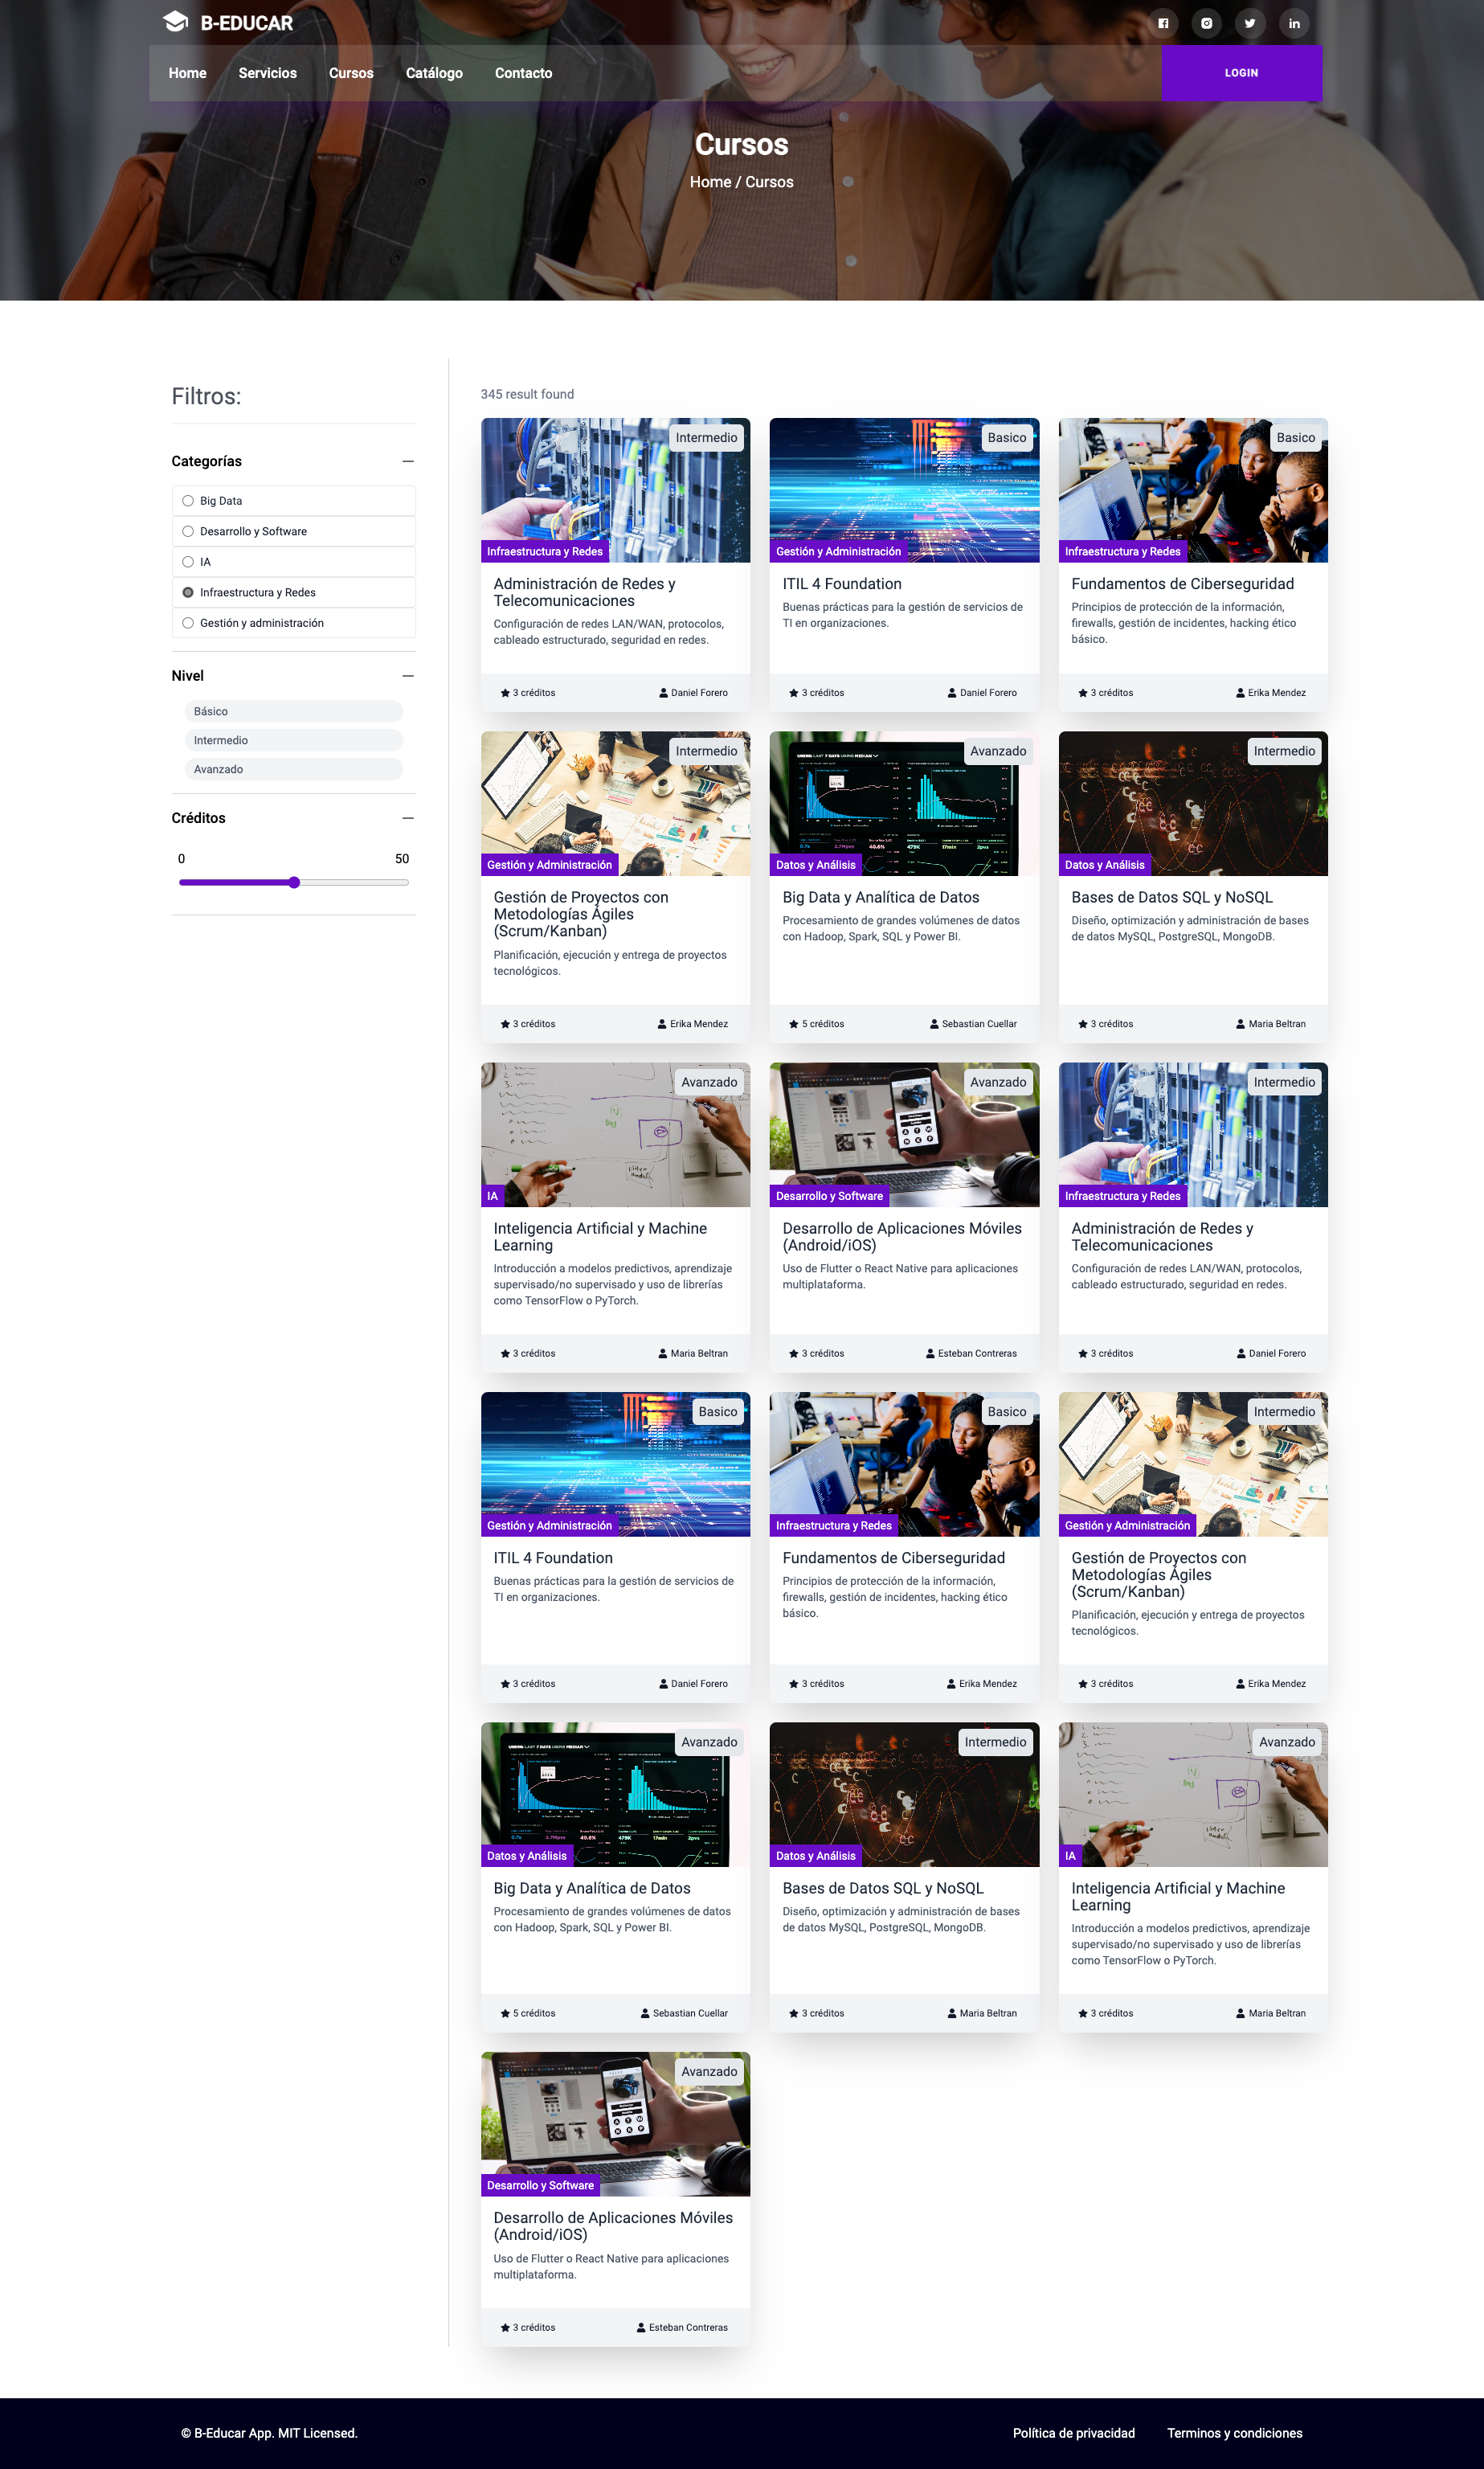 B-EDUCAR
Home Servicios Cursos Catálogo Contacto LOGIN
Cursos
Home / Cursos
Filtros:
Categorías
Big Data
Desarrollo y Software
IA
Infraestructura y Redes
Gestión y administración
Nivel
Básico
Intermedio
Avanzado
Créditos
0 50
345 result found
Intermedio
Infraestructura y Redes
Administración de Redes y
Telecomunicaciones
Configuración de redes LAN/WAN, protocolos,
cableado estructurado, seguridad en redes.
3 créditos Daniel Forero
Basico
Gestión y Administración
ITIL 4 Foundation
Buenas prácticas para la gestión de servicios de
TI en organizaciones.
3 créditos Daniel Forero
Basico
Infraestructura y Redes
Fundamentos de Ciberseguridad
Principios de protección de la información,
firewalls, gestión de incidentes, hacking ético
básico.
3 créditos Erika Mendez
Intermedio
Gestión y Administración
Gestión de Proyectos con
Metodologías Ágiles
(Scrum/Kanban)
Planificación, ejecución y entrega de proyectos
tecnológicos.
3 créditos Erika Mendez
Avanzado
Datos y Análisis
Big Data y Analítica de Datos
Procesamiento de grandes volúmenes de datos
con Hadoop, Spark, SQL y Power BI.
5 créditos Sebastian Cuellar
Intermedio
Datos y Análisis
Bases de Datos SQL y NoSQL
Diseño, optimización y administración de bases
de datos MySQL, PostgreSQL, MongoDB.
3 créditos Maria Beltran
Avanzado
IA
Inteligencia Artificial y Machine
Learning
Introducción a modelos predictivos, aprendizaje
supervisado/no supervisado y uso de librerías
como TensorFlow o PyTorch.
3 créditos Maria Beltran
Avanzado
Desarrollo y Software
Desarrollo de Aplicaciones Móviles
(Android/iOS)
Uso de Flutter o React Native para aplicaciones
multiplataforma.
3 créditos Esteban Contreras
Intermedio
Infraestructura y Redes
Administración de Redes y
Telecomunicaciones
Configuración de redes LAN/WAN, protocolos,
cableado estructurado, seguridad en redes.
3 créditos Daniel Forero
Basico
Gestión y Administración
ITIL 4 Foundation
Buenas prácticas para la gestión de servicios de
TI en organizaciones.
3 créditos Daniel Forero
Basico
Infraestructura y Redes
Fundamentos de Ciberseguridad
Principios de protección de la información,
firewalls, gestión de incidentes, hacking ético
básico.
3 créditos Erika Mendez
Intermedio
Gestión y Administración
Gestión de Proyectos con
Metodologías Ágiles
(Scrum/Kanban)
Planificación, ejecución y entrega de proyectos
tecnológicos.
3 créditos Erika Mendez
Avanzado
Datos y Análisis
Big Data y Analítica de Datos
Procesamiento de grandes volúmenes de datos
con Hadoop, Spark, SQL y Power BI.
5 créditos Sebastian Cuellar
Intermedio
Datos y Análisis
Bases de Datos SQL y NoSQL
Diseño, optimización y administración de bases
de datos MySQL, PostgreSQL, MongoDB.
3 créditos Maria Beltran
Avanzado
IA
Inteligencia Artificial y Machine
Learning
Introducción a modelos predictivos, aprendizaje
supervisado/no supervisado y uso de librerías
como TensorFlow o PyTorch.
3 créditos Maria Beltran
Avanzado
Desarrollo y Software
Desarrollo de Aplicaciones Móviles
(Android/iOS)
Uso de Flutter o React Native para aplicaciones
multiplataforma.
3 créditos Esteban Contreras
© B-Educar App. MIT Licensed. Política de privacidad Terminos y condiciones